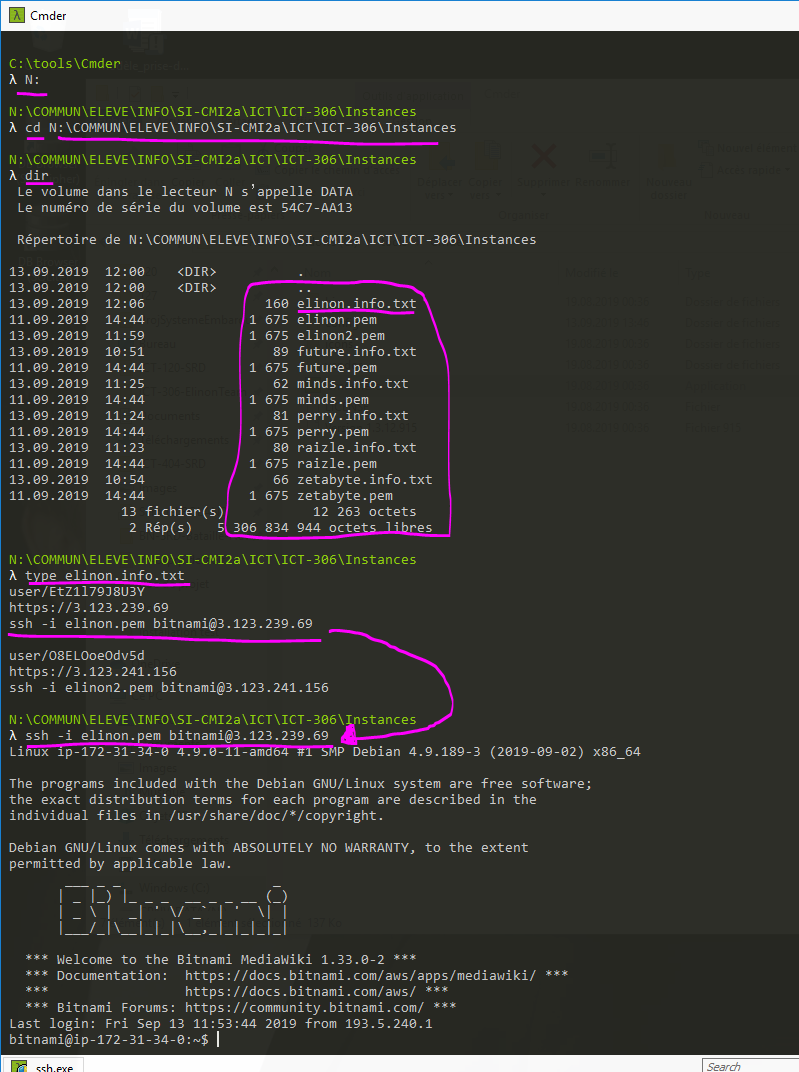 Cmder
C:\tools\Cmder
λ N:
N:\COMMUN\ELEVE\INFO\SI-CMI2a\ICT\ICT-306\Instances
λ cd N:\COMMUN\ELEVE\INFO\SI-CMI2a\ICT\ICT-306\Instances
N:\COMMUN\ELEVE\INFO\SI-CMI2a\ICT\ICT-306\Instances
λ dir
Le volume dans le lecteur N s’appelle DATA
Le numéro de série du volume est 54C7-AA13
Répertoire de N:\COMMUN\ELEVE\INFO\SI-CMI2a\ICT\ICT-306\Instances
13.09.2019  12:00    <DIR>          .
13.09.2019  12:00    <DIR>          ..
13.09.2019  12:06               160 elinon.info.txt
11.09.2019  14:44             1 675 elinon.pem
13.09.2019  11:59             1 675 elinon2.pem
13.09.2019  10:51                89 future.info.txt
11.09.2019  14:44             1 675 future.pem
13.09.2019  11:25                62 minds.info.txt
11.09.2019  14:44             1 675 minds.pem
13.09.2019  11:24                81 perry.info.txt
11.09.2019  14:44             1 675 perry.pem
13.09.2019  11:23                80 raizle.info.txt
11.09.2019  14:44             1 675 raizle.pem
13.09.2019  10:54                66 zetabyte.info.txt
11.09.2019  14:44             1 675 zetabyte.pem
13 fichier(s)           12 263 octets
2 Rép(s)   5 306 834 944 octets libres
N:\COMMUN\ELEVE\INFO\SI-CMI2a\ICT\ICT-306\Instances
λ type elinon.info.txt
user/EtZ1l79J8U3Y
https://3.123.239.69
ssh -i elinon.pem bitnami@3.123.239.69
user/O8ELOoeOdv5d
https://3.123.241.156
ssh -i elinon2.pem bitnami@3.123.241.156
N:\COMMUN\ELEVE\INFO\SI-CMI2a\ICT\ICT-306\Instances
λ ssh -i elinon.pem bitnami@3.123.239.69
Linux ip-172-31-34-0 4.9.0-11-amd64 #1 SMP Debian 4.9.189-3 (2019-09-02) x86_64
The programs included with the Debian GNU/Linux system are free software;
the exact distribution terms for each program are described in the
individual files in /usr/share/doc/*/copyright.
Debian GNU/Linux comes with ABSOLUTELY NO WARRANTY, to the extent
permitted by applicable law.
Bitnami
*** Welcome to the Bitnami MediaWiki 1.33.0-2 ***
*** Documentation:  https://docs.bitnami.com/aws/apps/mediawiki/ ***
***                 https://docs.bitnami.com/aws/ ***
*** Bitnami Forums: https://community.bitnami.com/ ***
Last login: Fri Sep 13 11:53:44 2019 from 193.5.240.1
bitnami@ip-172-31-34-0:~$
ssh.exe
Search